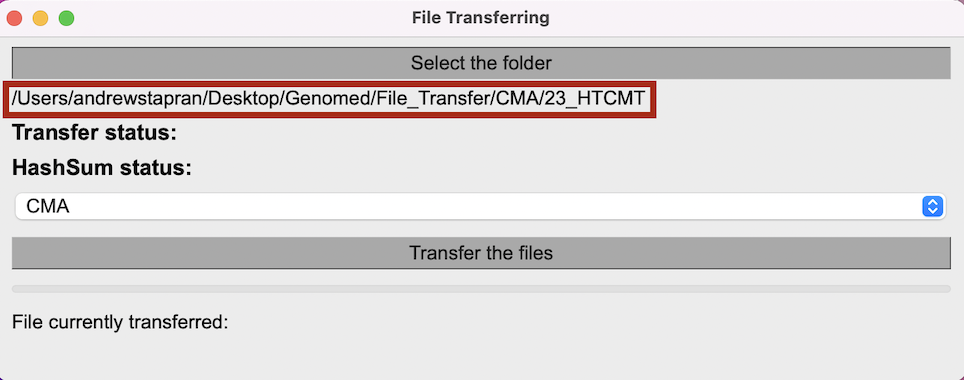 File Transferring
Select the folder
/Users/andrewstapran/Desktop/Genomed/File_Transfer/CMA/23_HTCMT
Transfer status:
HashSum status:
CMA
Transfer the files
File currently transferred: